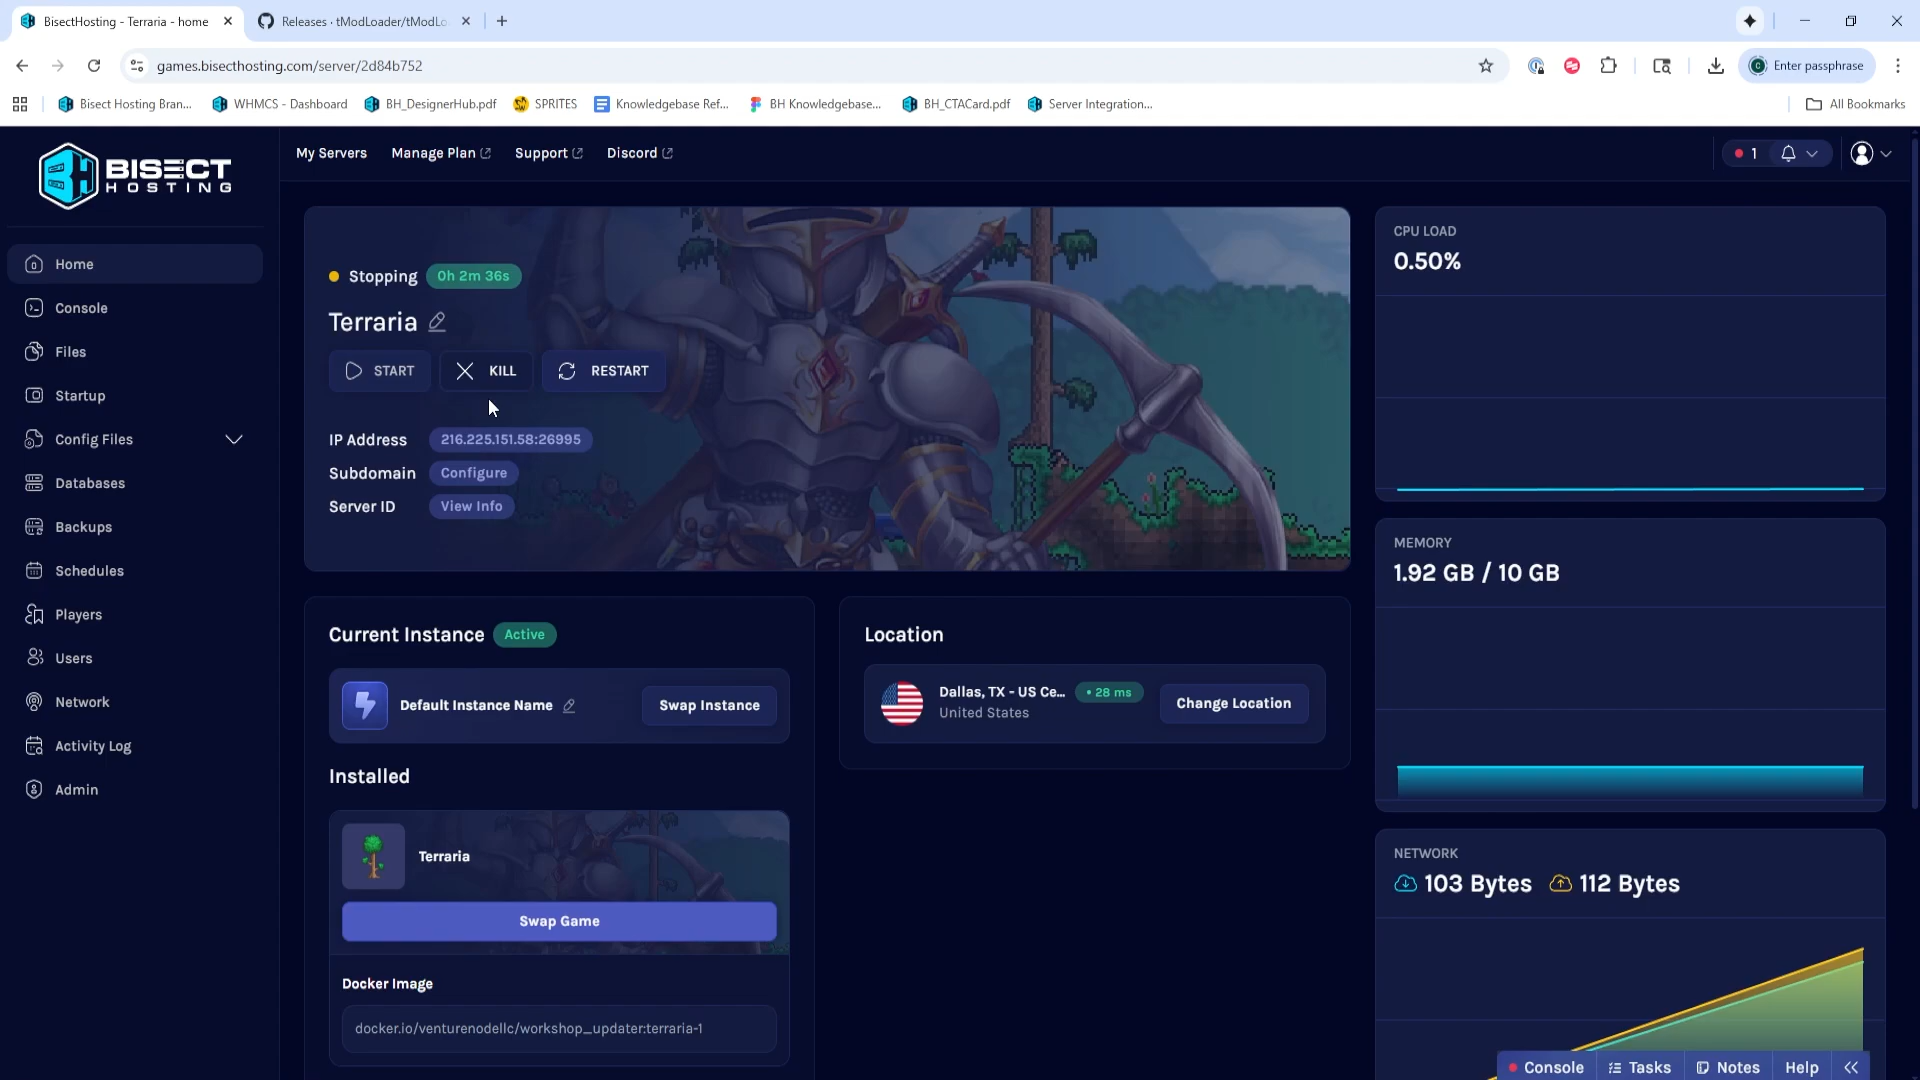 BisectHosting - Terraria - home
Releases · tModLoader/tModLo
games.bisecthosting.com/server/2d84b752
Enter passphrase
Bisect Hosting Bran...
WHMCS - Dashboard
BH_DesignerHub.pdf
SPRITES
Knowledgebase Ref...
BH Knowledgebase...
BH_CTACard.pdf
Server Integration...
All Bookmarks
BISECT
HOSTING
My Servers
Manage Plan
Support
Discord
1
Home
Console
Files
Startup
Config Files
Databases
Backups
Schedules
Players
Users
Network
Activity Log
Admin
Stopping 0h 2m 36s
Terraria
START
KILL
RESTART
IP Address 216.225.151.58:26995
Subdomain Configure
Server ID View Info
Current Instance Active
Default Instance Name
Swap Instance
Installed
Terraria
Swap Game
Docker Image
docker.io/venturenodellc/workshop_updater:terraria-1
Location
Dallas, TX - US Ce... • 28 ms
United States
Change Location
CPU LOAD
0.50%
MEMORY
1.92 GB / 10 GB
NETWORK
103 Bytes 112 Bytes
Console
Tasks
Notes
Help